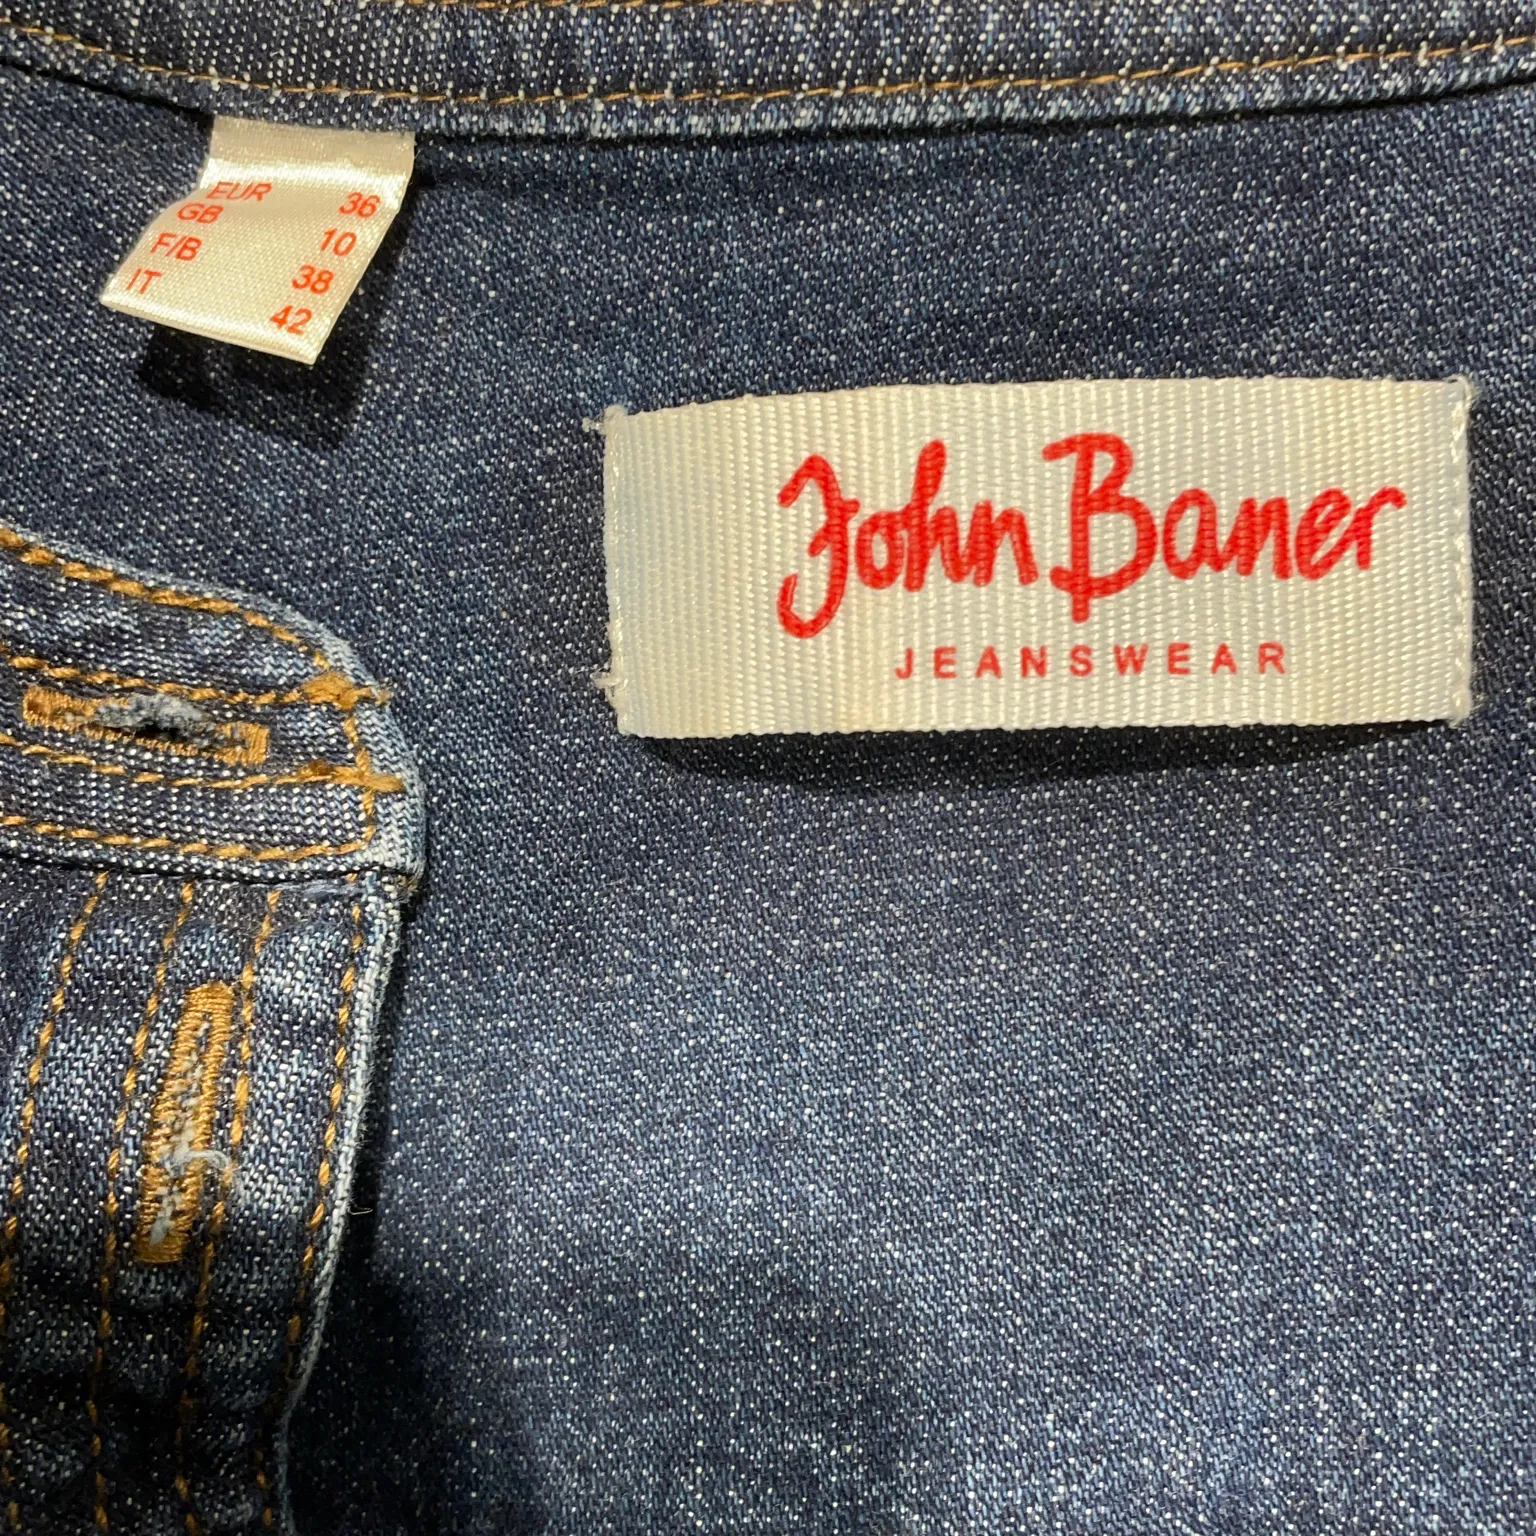 EUR 36
GB 10
F/B 38
IT 42
John Baner
JEANSWEAR